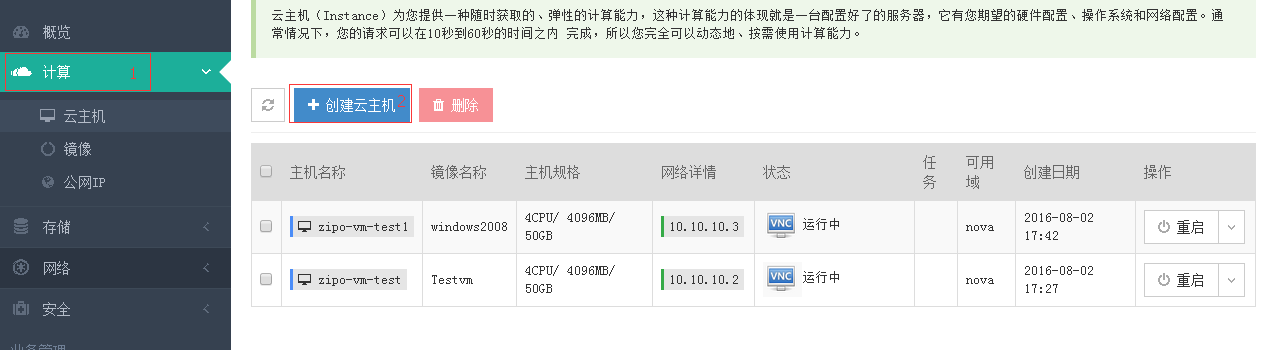 云主机（Instance）为您提供一种随时获取的、弹性的计算能力，这种计算能力的体现就是一台配置好了的服务器，它有您期望的硬件配置、操作系统和网络配置。通
常情况下，您的请求可以在10秒到60秒的时间之内 完成，所以您完全可以动态地、按需使用计算能力。
概览
计算 1
云主机
镜像
公网IP
存储
网络
安全
业务管理
创建云主机 2
删除
主机名称 镜像名称 主机规格 网络详情 状态 任务 可用域 创建日期 操作
zipo-vm-test1 windows2008 4CPU/ 4096MB/ 50GB 10.10.10.3 VNC 运行中 nova 2016-08-02 17:42 重启
zipo-vm-test Testvm 4CPU/ 4096MB/ 50GB 10.10.10.2 VNC 运行中 nova 2016-08-02 17:27 重启